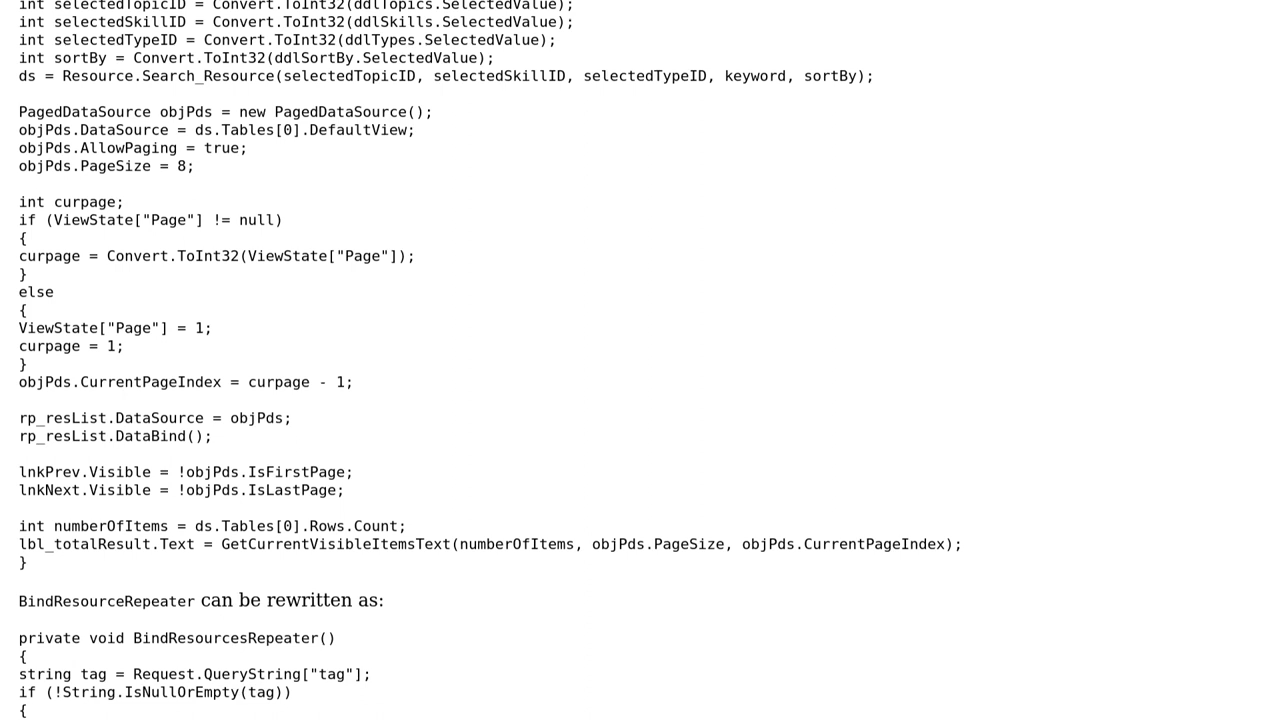 int selectedTopicID = Convert.ToInt32(ddlTopics.SelectedValue);
int selectedSkillID = Convert.ToInt32(ddlSkills.SelectedValue);
int selectedTypeID = Convert.ToInt32(ddlTypes.SelectedValue);
int sortBy = Convert.ToInt32(ddlSortBy.SelectedValue);
ds = Resource.Search_Resource(selectedTopicID, selectedSkillID, selectedTypeID, keyword, sortBy);
PagedDataSource objPds = new PagedDataSource();
objPds.DataSource = ds.Tables[0].DefaultView;
objPds.AllowPaging = true;
objPds.PageSize = 8;
int curpage;
if (ViewState["Page"] != null)
{
curpage = Convert.ToInt32(ViewState["Page"]);
}
else
{
ViewState["Page"] = 1;
curpage = 1;
}
objPds.CurrentPageIndex = curpage - 1;
rp_resList.DataSource = objPds;
rp_resList.DataBind();
lnkPrev.Visible = !objPds.IsFirstPage;
lnkNext.Visible = !objPds.IsLastPage;
int numberOfItems = ds.Tables[0].Rows.Count;
lbl_totalResult.Text = GetCurrentVisibleItemsText(numberOfItems, objPds.PageSize, objPds.CurrentPageIndex);
}
BindResourceRepeater can be rewritten as:
private void BindResourcesRepeater()
{
string tag = Request.QueryString["tag"];
if (!String.IsNullOrEmpty(tag))
{